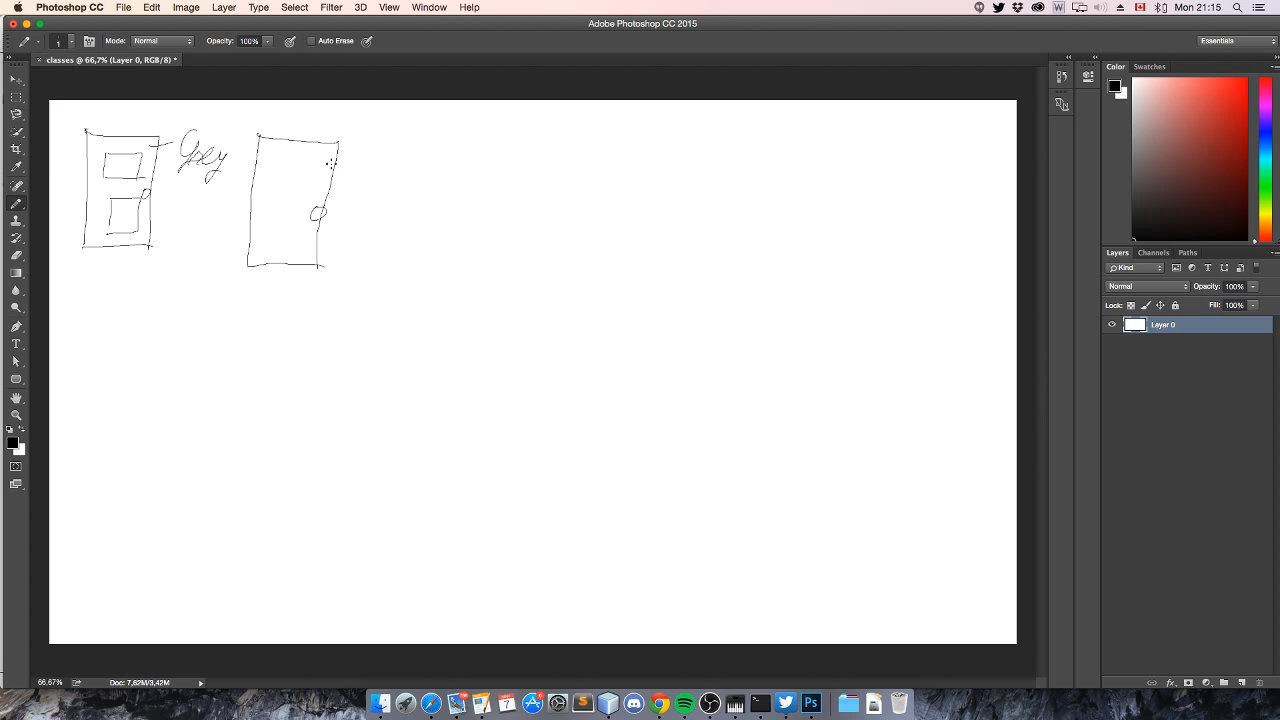 Photoshop CC File Edit Image Layer Type Select Filter 3D View Window Help Mon 21:15
Adobe Photoshop CC 2015
1 Mode: Normal Opacity: 100% Auto Erase Essentials
classes @ 66,7% (Layer 0, RGB/8) *
Color Swatches
Grey
Layers Channels Paths
Kind
Normal Opacity: 100%
Lock: Fill: 100%
Layer 0
66.67% Doc: 7,62M/3,42M